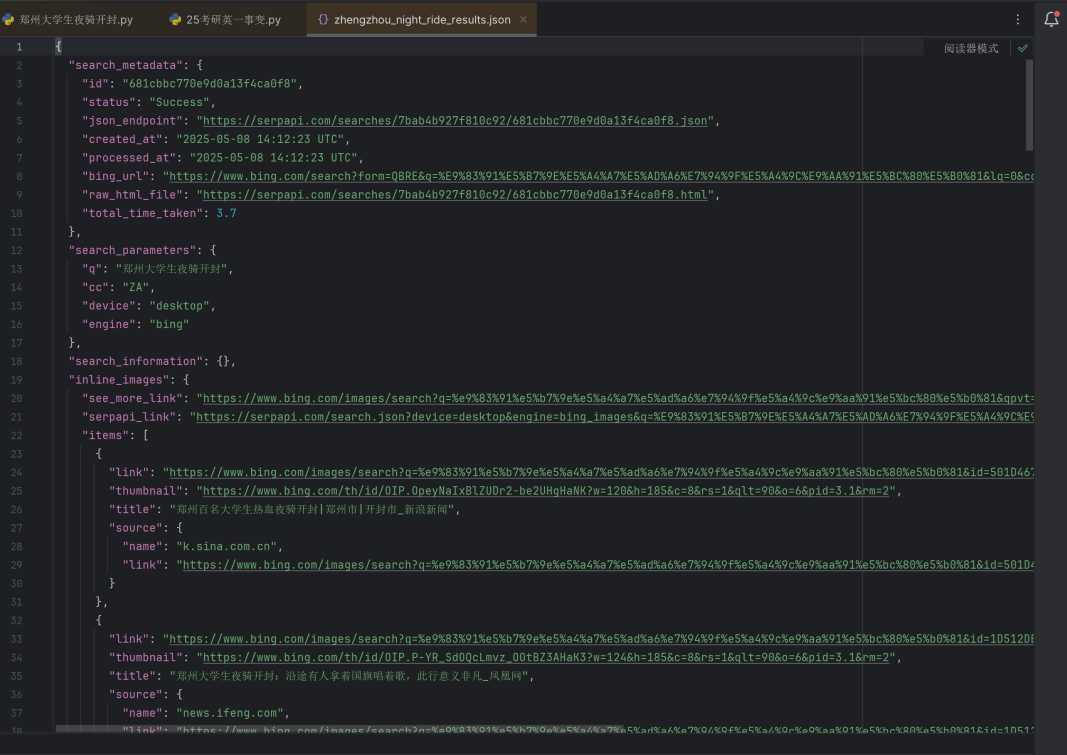 郑州大学生夜骑开封.py
25考研英一事变.py
{} zhengzhou_night_ride_results.json ×
阅读器模式
1 {
2 "search_metadata": {
3 "id": "681cbbc770e9d0a13f4ca0f8",
4 "status": "Success",
5 "json_endpoint": "https://serpapi.com/searches/7bab4b927f810c92/681cbbc770e9d0a13f4ca0f8.json",
6 "created_at": "2025-05-08 14:12:23 UTC",
7 "processed_at": "2025-05-08 14:12:23 UTC",
8 "bing_url": "https://www.bing.com/search?form=QBRE&q=%E9%83%91%E5%B7%9E%E5%A4%A7%E5%AD%A6%E7%94%9F%E5%A4%9C%E9%AA%91%E5%BC%80%E5%B0%81&lq=0&cc
9 "raw_html_file": "https://serpapi.com/searches/7bab4b927f810c92/681cbbc770e9d0a13f4ca0f8.html",
10 "total_time_taken": 3.7
11 },
12 "search_parameters": {
13 "q": "郑州大学生夜骑开封",
14 "cc": "ZA",
15 "device": "desktop",
16 "engine": "bing"
17 },
18 "search_information": {},
19 "inline_images": {
20 "see_more_link": "https://www.bing.com/images/search?q=%e9%83%91%e5%b7%9e%e5%a4%a7%e5%ad%a6%e7%94%9f%e5%a4%9c%e9%aa%91%e5%bc%80%e5%b0%81&qpvt=
21 "serpapi_link": "https://serpapi.com/search.json?device=desktop&engine=bing_images&q=%E9%83%91%E5%B7%9E%E5%A4%A7%E5%AD%A6%E7%94%9F%E5%A4%9C%E9
22 "items": [
23 {
24 "link": "https://www.bing.com/images/search?q=%e9%83%91%e5%b7%9e%e5%a4%a7%e5%ad%a6%e7%94%9f%e5%a4%9c%e9%aa%91%e5%bc%80%e5%b0%81&id=501D467
25 "thumbnail": "https://www.bing.com/th/id/OIP.OpeyNaIxBlZUDr2-be2UHgHaNK?w=120&h=185&c=8&rs=1&qlt=90&o=6&pid=3.1&rm=2",
26 "title": "郑州百名大学生热血夜骑开封|郑州市|开封市_新浪新闻",
27 "source": {
28 "name": "k.sina.com.cn",
29 "link": "https://www.bing.com/images/search?q=%e9%83%91%e5%b7%9e%e5%a4%a7%e5%ad%a6%e7%94%9f%e5%a4%9c%e9%aa%91%e5%bc%80%e5%b0%81&id=501D4
30 }
31 },
32 {
33 "link": "https://www.bing.com/images/search?q=%e9%83%91%e5%b7%9e%e5%a4%a7%e5%ad%a6%e7%94%9f%e5%a4%9c%e9%aa%91%e5%bc%80%e5%b0%81&id=1D512DE
34 "thumbnail": "https://www.bing.com/th/id/OIP.P-YR_SdOQcLmvz_OOtBZ3AHaK3?w=124&h=185&c=8&rs=1&qlt=90&o=6&pid=3.1&rm=2",
35 "title": "郑州大学生夜骑开封：沿途有人拿着国旗唱着歌，此行意义非凡_凤凰网",
36 "source": {
37 "name": "news.ifeng.com",
38 "link": "https://www.bing.com/images/search?q=%e9%83%91%e5%b7%9e%e5%a4%a7%e5%ad%a6%e7%94%9f%e5%a4%9c%e9%aa%91%e5%bc%80%e5%b0%81&id=1D512